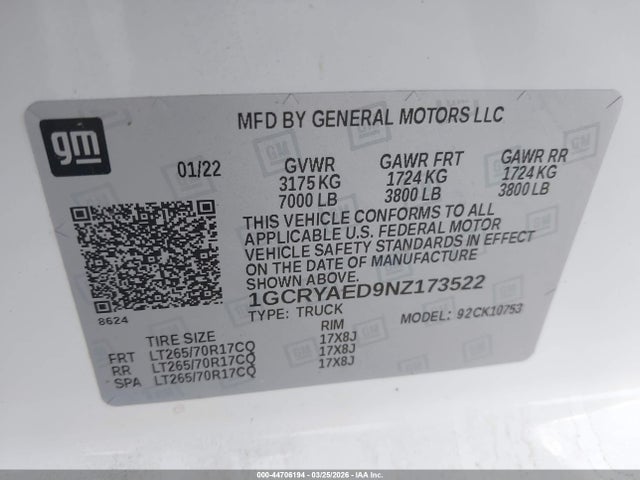 gm
MFD BY GENERAL MOTORS LLC
01/22
GVWR
3175 KG
7000 LB
GAWR FRT
1724 KG
3800 LB
GAWR RR
1724 KG
3800 LB
THIS VEHICLE CONFORMS TO ALL
APPLICABLE U.S. FEDERAL MOTOR
VEHICLE SAFETY STANDARDS IN EFFECT
ON THE DATE OF MANUFACTURE
SHOWN ABOVE.
1GCRYAED9NZ173522
TYPE: TRUCK
MODEL: 92CK10753
8624
TIRE SIZE
RIM
FRT LT265/70R17CQ 17X8J
RR LT265/70R17CQ 17X8J
SPA LT265/70R17CQ 17X8J
000-44706194 - 03/25/2026 - IAA, Inc.